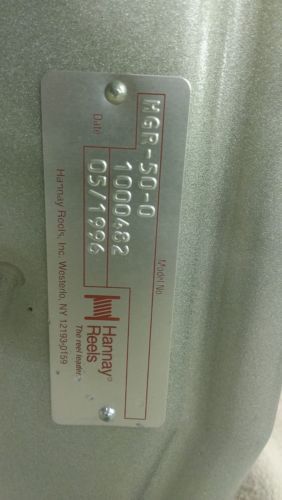 Hannay®
Reels
The reel leader.
Model No.
MGR-50-0
1000482
Date
05/1996
Hannay Reels, Inc. Westerlo, NY 12193-0159